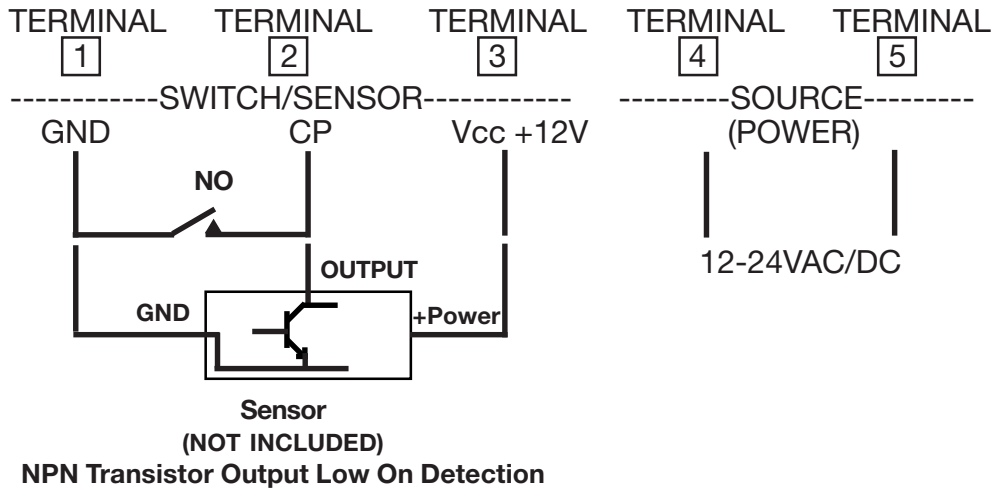 TERMINAL TERMINAL TERMINAL TERMINAL TERMINAL
1 2 3 4 5
------------SWITCH/SENSOR------------ ---------SOURCE---------
GND CP Vcc +12V (POWER)
NO
12-24VAC/DC
OUTPUT
GND +Power
Sensor
(NOT INCLUDED)
NPN Transistor Output Low On Detection